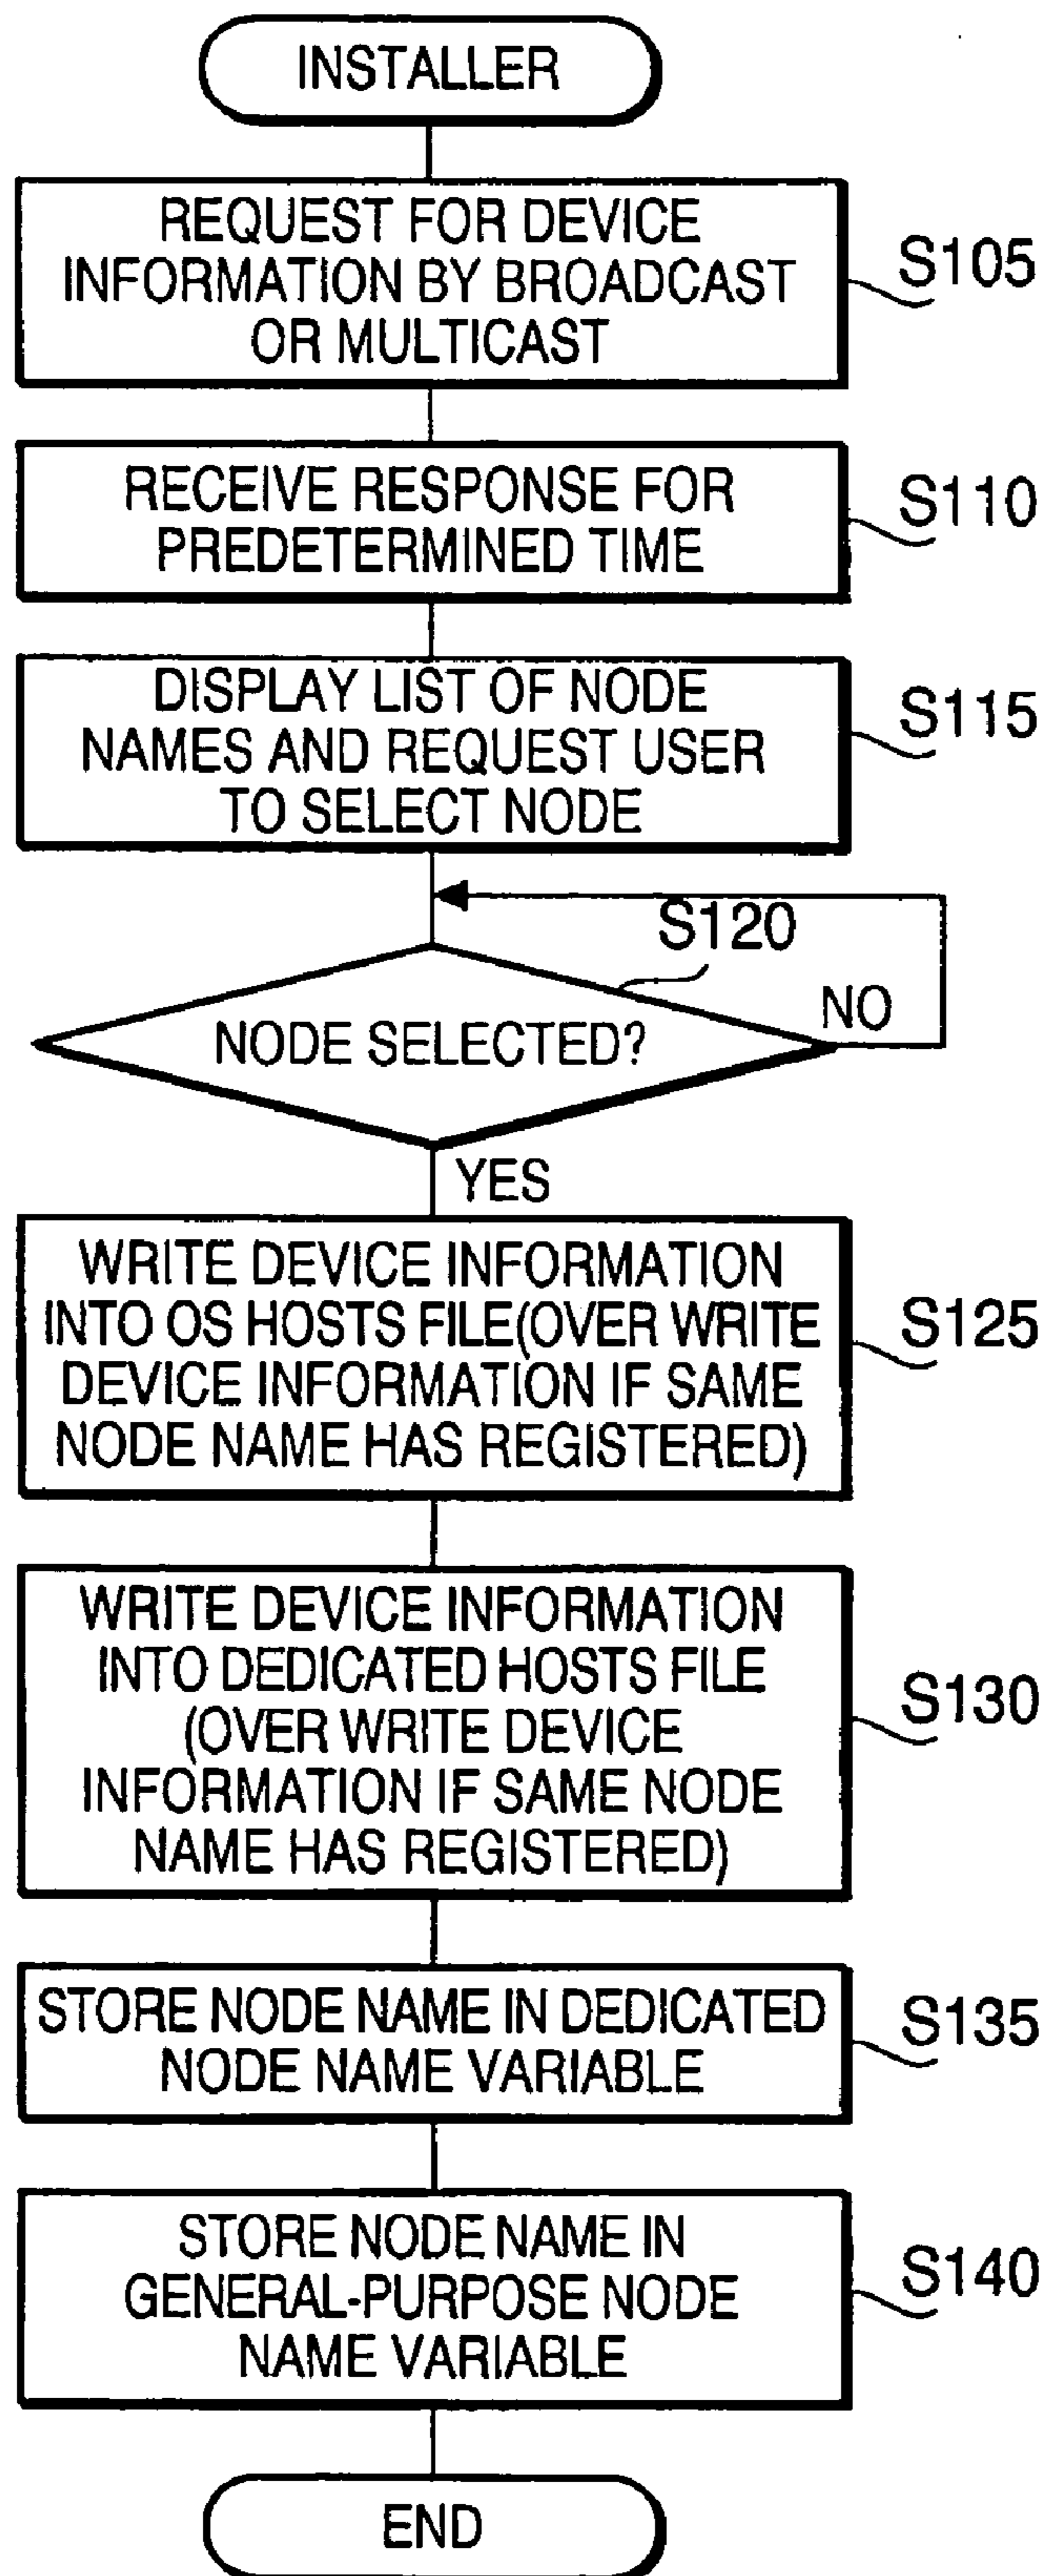 INSTALLER
REQUEST FOR DEVICE
INFORMATION BY BROADCAST
OR MULTICAST
S105
RECEIVE RESPONSE FOR
PREDETERMINED TIME
S110
DISPLAY LIST OF NODE
NAMES AND REQUEST USER
TO SELECT NODE
S115
S120
NODE SELECTED?
NO
YES
WRITE DEVICE INFORMATION
INTO OS HOSTS FILE(OVER WRITE
DEVICE INFORMATION IF SAME
NODE NAME HAS REGISTERED)
S125
WRITE DEVICE INFORMATION
INTO DEDICATED HOSTS FILE
(OVER WRITE DEVICE
INFORMATION IF SAME NODE
NAME HAS REGISTERED)
S130
STORE NODE NAME IN DEDICATED
NODE NAME VARIABLE
S135
STORE NODE NAME IN
GENERAL-PURPOSE NODE
NAME VARIABLE
S140
END